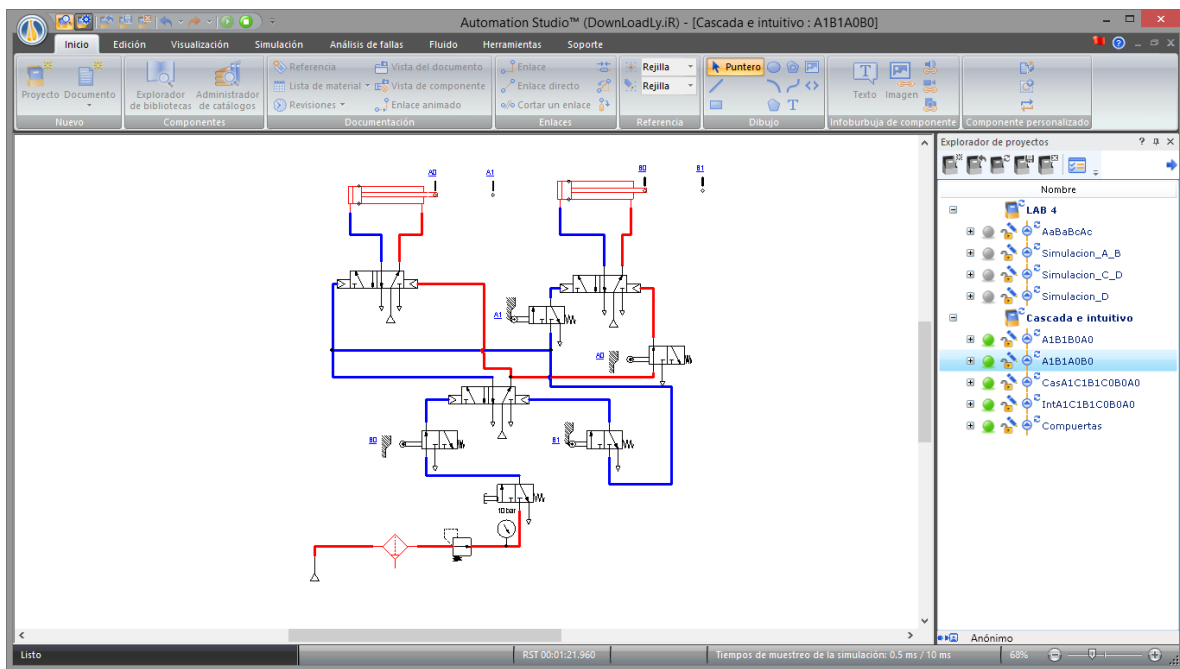 Automation Studio™ (DownLoadLy.iR) - [Cascada e intuitivo : A1B1A0B0]
Inicio Edición Visualización Simulación Análisis de fallas Fluido Herramientas Soporte
Proyecto Documento
Nuevo
Explorador de bibliotecas
Administrador de catálogos
Componentes
Referencia Vista del documento
Lista de material Vista de componente
Revisiones Enlace animado
Documentación
Enlace
Enlace directo
Cortar un enlace
Enlaces
Rejilla
Rejilla
Referencia
Puntero
T
Dibujo
Texto Imagen
Infoburbuja de componente
Componente personalizado
A0 A1 B0 B1
A1
A0
B0 B1
10 bar
Explorador de proyectos
Nombre
LAB 4
AaBaBcAc
Simulacion_A_B
Simulacion_C_D
Simulacion_D
Cascada e intuitivo
A1B1B0A0
A1B1A0B0
CasA1C1B1C0B0A0
IntA1C1B1C0B0A0
Compuertas
Anónimo
Listo RST 00:01:21.960 Tiempos de muestreo de la simulación: 0.5 ms / 10 ms 68%